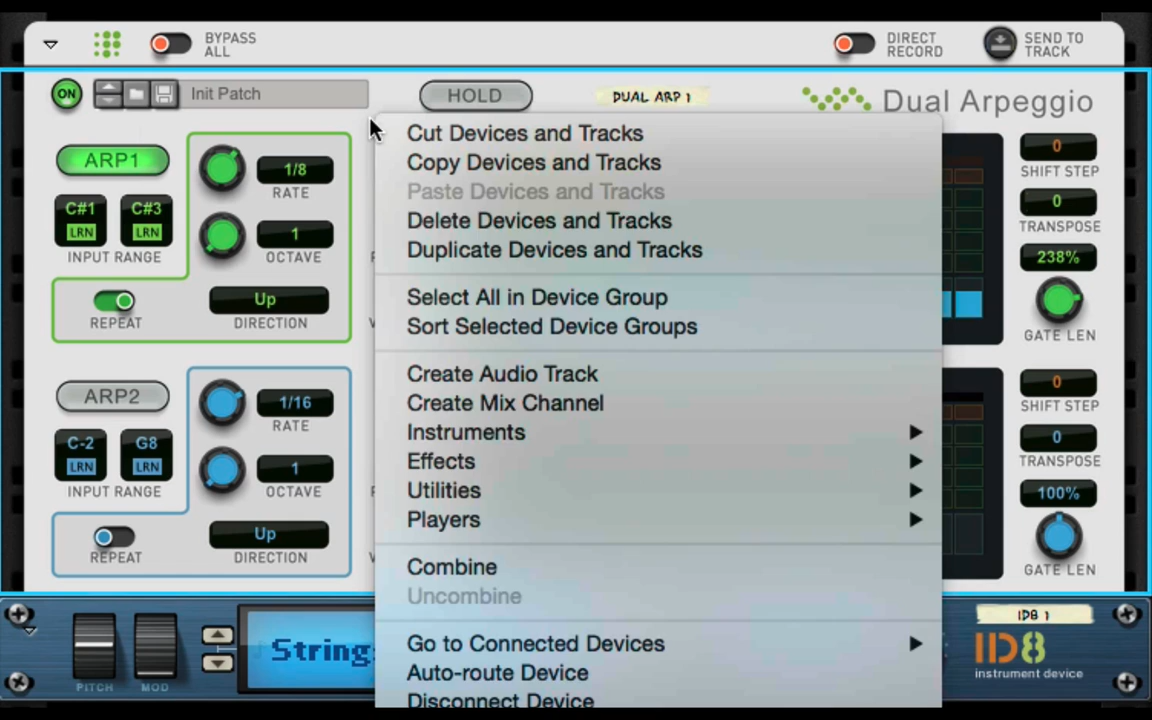 BYPASS
ALL
DIRECT
RECORD
SEND TO
TRACK
ON
Init Patch
HOLD
DUAL ARP 1
Dual Arpeggio
ARP1
1/8
RATE
C#1
C#3
LRN
LRN
INPUT RANGE
1
OCTAVE
REPEAT
Up
DIRECTION
Cut Devices and Tracks
Copy Devices and Tracks
Paste Devices and Tracks
Delete Devices and Tracks
Duplicate Devices and Tracks
Select All in Device Group
Sort Selected Device Groups
Create Audio Track
Create Mix Channel
Instruments
Effects
Utilities
Players
Combine
Uncombine
Go to Connected Devices
Auto-route Device
Disconnect Device
0
SHIFT STEP
0
TRANSPOSE
238%
GATE LEN
ARP2
1/16
RATE
C-2
G8
LRN
LRN
INPUT RANGE
1
OCTAVE
REPEAT
Up
DIRECTION
0
SHIFT STEP
0
TRANSPOSE
100%
GATE LEN
PITCH
MOD
String
ID8 1
ID8
instrument device